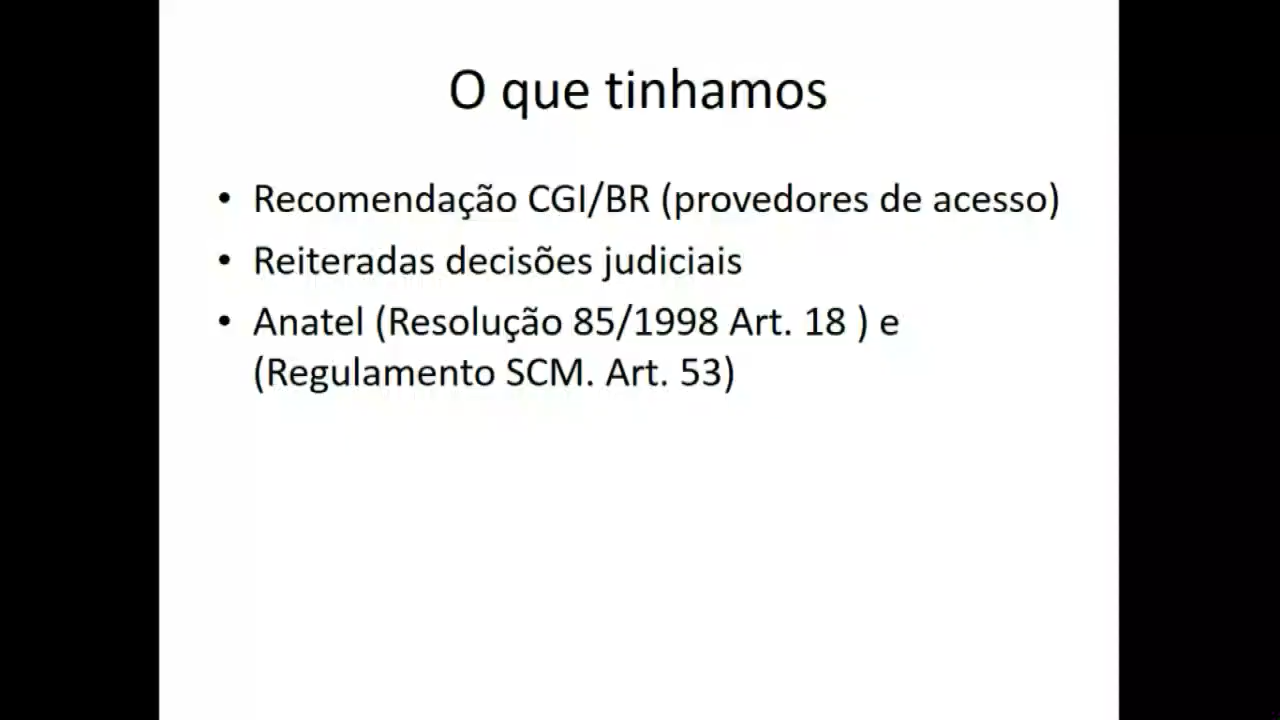 O que tinhamos
• Recomendação CGI/BR (provedores de acesso)
• Reiteradas decisões judiciais
• Anatel (Resolução 85/1998 Art. 18 ) e
(Regulamento SCM. Art. 53)